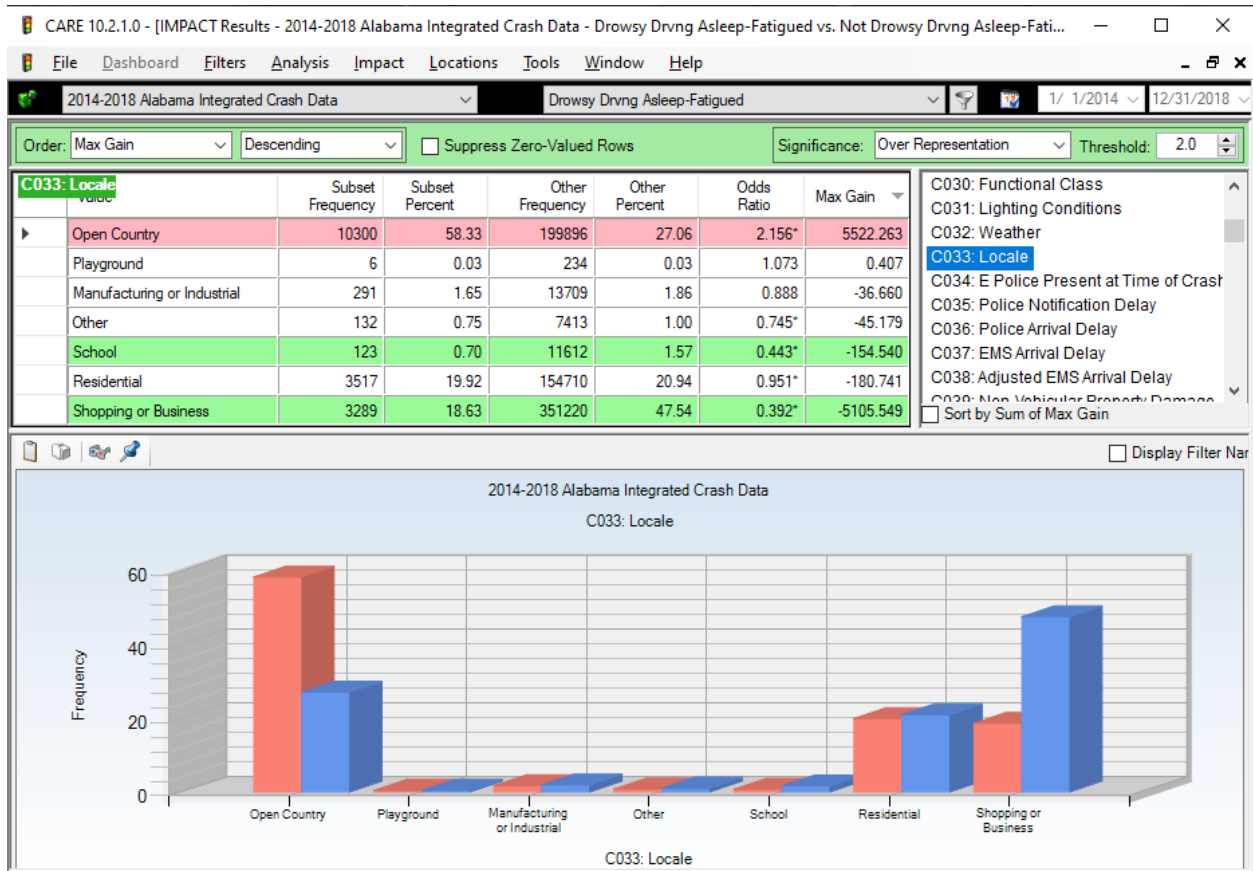 CARE 10.2.1.0 - [IMPACT Results - 2014-2018 Alabama Integrated Crash Data - Drowsy Drvng Asleep-Fatigued vs. Not Drowsy Drvng Asleep-Fati...
File Dashboard Filters Analysis Impact Locations Tools Window Help
2014-2018 Alabama Integrated Crash Data Drowsy Drvng Asleep-Fatigued 1/ 1/2014 12/31/2018
Order: Max Gain Descending Suppress Zero-Valued Rows Significance: Over Representation Threshold: 2.0
C033: Locale
Value Subset Frequency Subset Percent Other Frequency Other Percent Odds Ratio Max Gain
Open Country 10300 58.33 199896 27.06 2.156* 5522.263
Playground 6 0.03 234 0.03 1.073 0.407
Manufacturing or Industrial 291 1.65 13709 1.86 0.888 -36.660
Other 132 0.75 7413 1.00 0.745* -45.179
School 123 0.70 11612 1.57 0.443* -154.540
Residential 3517 19.92 154710 20.94 0.951* -180.741
Shopping or Business 3289 18.63 351220 47.54 0.392* -5105.549
C030: Functional Class
C031: Lighting Conditions
C032: Weather
C033: Locale
C034: E Police Present at Time of Crash
C035: Police Notification Delay
C036: Police Arrival Delay
C037: EMS Arrival Delay
C038: Adjusted EMS Arrival Delay
C039: Non-Vehicular Property Damage
Sort by Sum of Max Gain
Display Filter Nar
2014-2018 Alabama Integrated Crash Data
C033: Locale
Frequency
60
40
20
0
Open Country
Playground
Manufacturing
or Industrial
Other
School
Residential
Shopping or
Business
C033: Locale